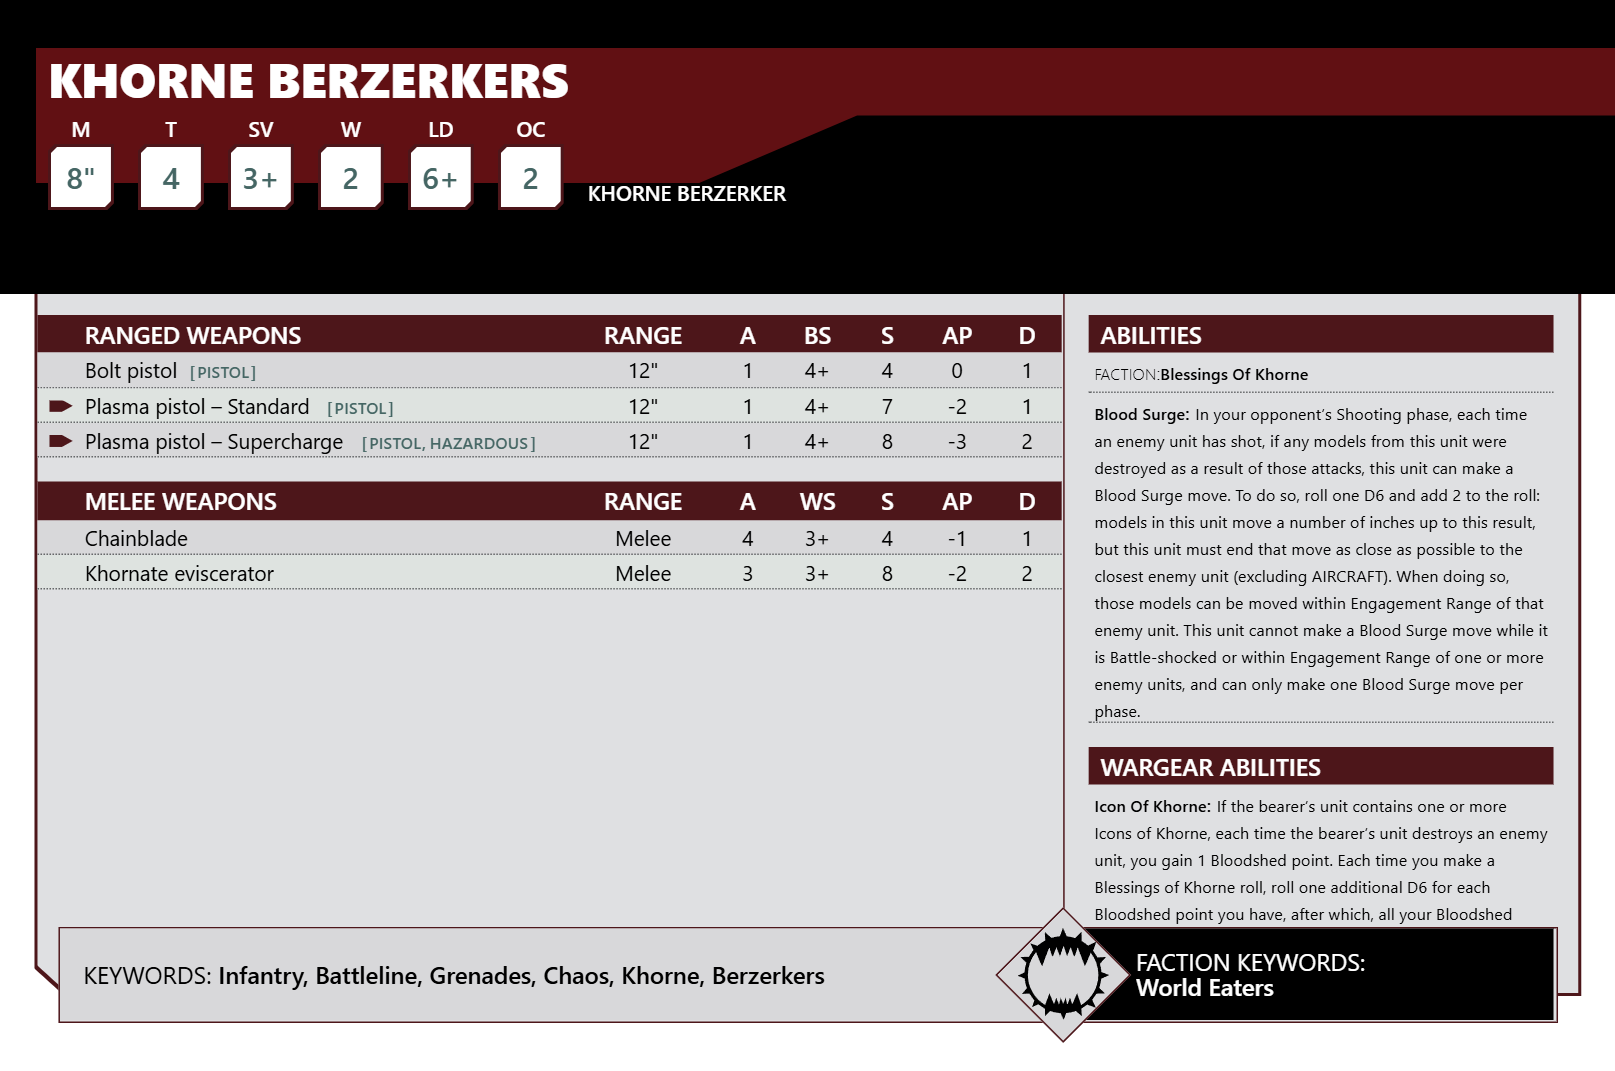 KHORNE BERZERKERS
M T SV W LD OC
8" 4 3+ 2 6+ 2
KHORNE BERZERKER
RANGED WEAPONS RANGE A BS S AP D
Bolt pistol [PISTOL] 12" 1 4+ 4 0 1
Plasma pistol – Standard [PISTOL] 12" 1 4+ 7 -2 1
Plasma pistol – Supercharge [PISTOL, HAZARDOUS] 12" 1 4+ 8 -3 2
MELEE WEAPONS RANGE A WS S AP D
Chainblade Melee 4 3+ 4 -1 1
Khornate eviscerator Melee 3 3+ 8 -2 2
ABILITIES
FACTION:Blessings Of Khorne
Blood Surge: In your opponent’s Shooting phase, each time
an enemy unit has shot, if any models from this unit were
destroyed as a result of those attacks, this unit can make a
Blood Surge move. To do so, roll one D6 and add 2 to the roll:
models in this unit move a number of inches up to this result,
but this unit must end that move as close as possible to the
closest enemy unit (excluding AIRCRAFT). When doing so,
those models can be moved within Engagement Range of that
enemy unit. This unit cannot make a Blood Surge move while it
is Battle-shocked or within Engagement Range of one or more
enemy units, and can only make one Blood Surge move per
phase.
WARGEAR ABILITIES
Icon Of Khorne: If the bearer’s unit contains one or more
Icons of Khorne, each time the bearer’s unit destroys an enemy
unit, you gain 1 Bloodshed point. Each time you make a
Blessings of Khorne roll, roll one additional D6 for each
Bloodshed point you have, after which, all your Bloodshed
KEYWORDS: Infantry, Battleline, Grenades, Chaos, Khorne, Berzerkers
FACTION KEYWORDS:
World Eaters